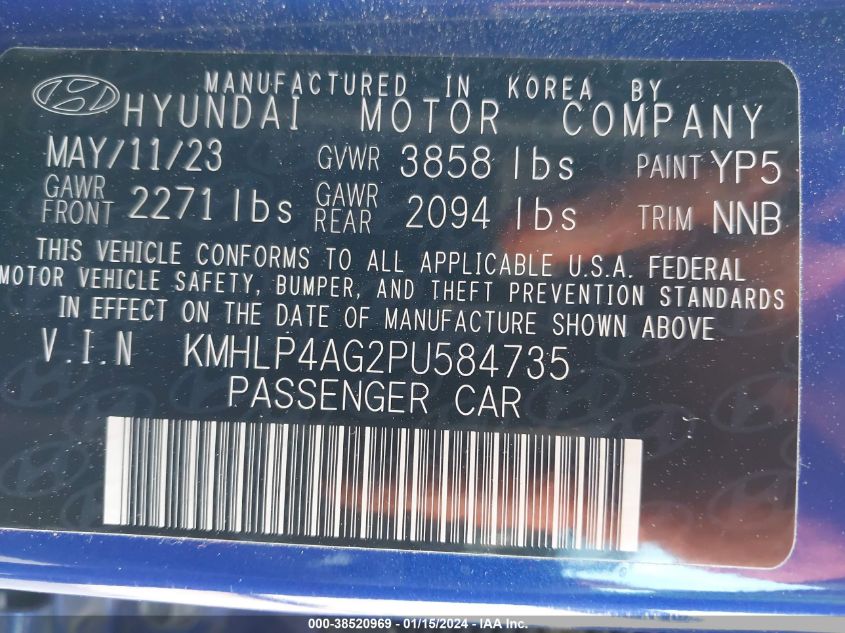 MANUFACTURED IN KOREA BY
HYUNDAI MOTOR COMPANY
MAY/11/23 GVWR 3858 lbs PAINT YP5
GAWR FRONT 2271 lbs GAWR REAR 2094 lbs TRIM NNB
THIS VEHICLE CONFORMS TO ALL APPLICABLE U.S.A. FEDERAL
MOTOR VEHICLE SAFETY, BUMPER, AND THEFT PREVENTION STANDARDS
IN EFFECT ON THE DATE OF MANUFACTURE SHOWN ABOVE
V.I.N KMHLP4AG2PU584735
PASSENGER CAR
000-38520969 - 01/15/2024 - IAA Inc.